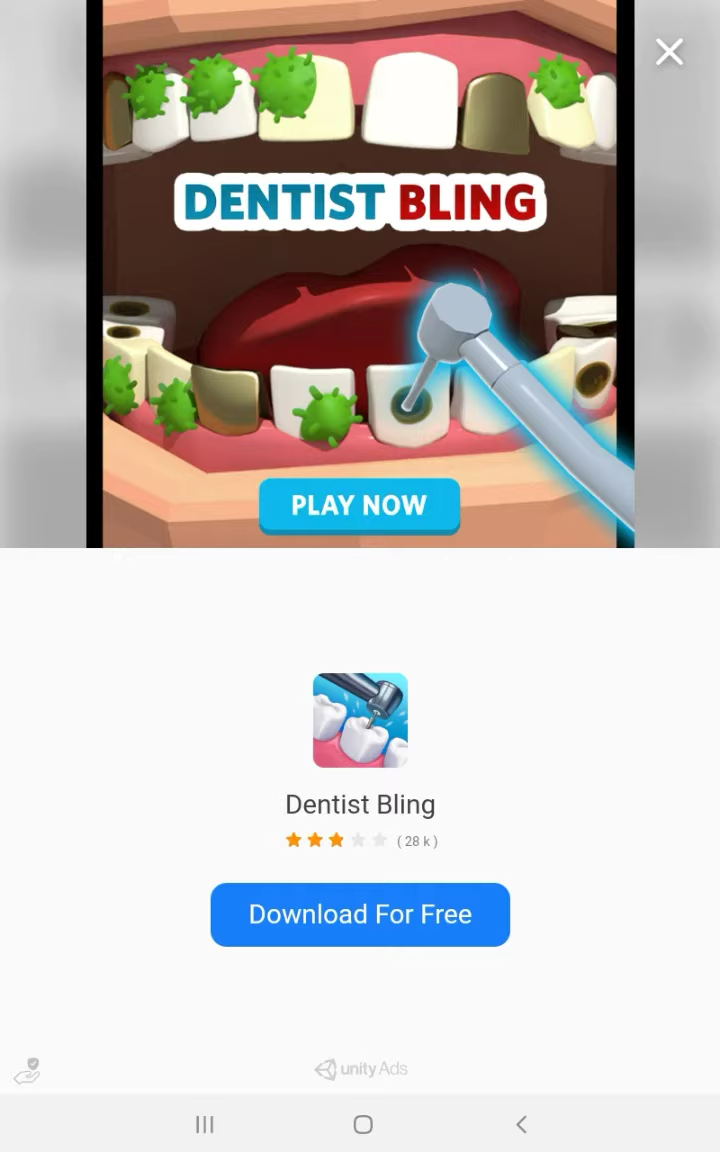 DENTIST BLING
PLAY NOW
Dentist Bling
( 28 k )
Download For Free
unity Ads